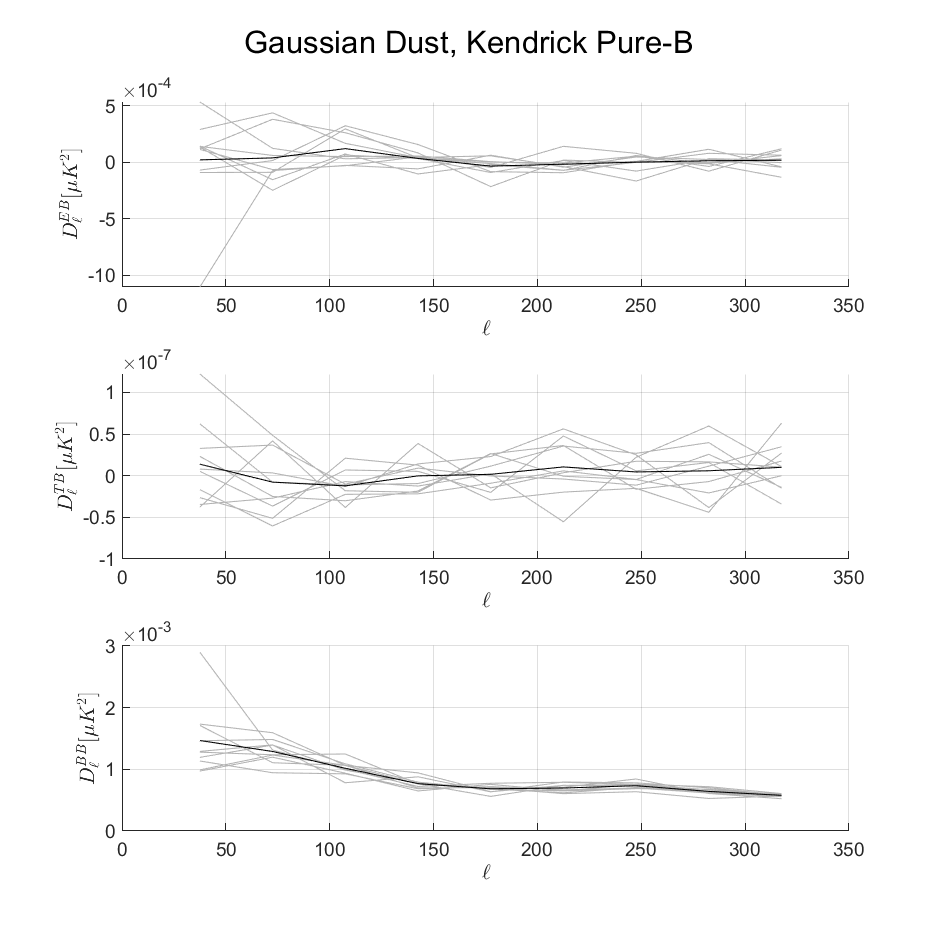 Gaussian Dust, Kendrick Pure-B
×10⁻⁴
5
0
-5
-10
D_ℓ^{EB}[μK²]
0 50 100 150 200 250 300 350
ℓ
×10⁻⁷
1
0.5
0
-0.5
-1
D_ℓ^{TB}[μK²]
0 50 100 150 200 250 300 350
ℓ
×10⁻³
3
2
1
0
D_ℓ^{BB}[μK²]
0 50 100 150 200 250 300 350
ℓ